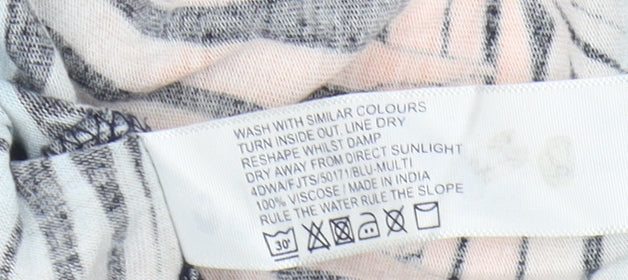 WASH WITH SIMILAR COLOURS
TURN INSIDE OUT. LINE DRY
RESHAPE WHILST DAMP
DRY AWAY FROM DIRECT SUNLIGHT
4DWA/FJTS/50171/BLU-MULTI
100% VISCOSE / MADE IN INDIA
RULE THE WATER RULE THE SLOPE
30°